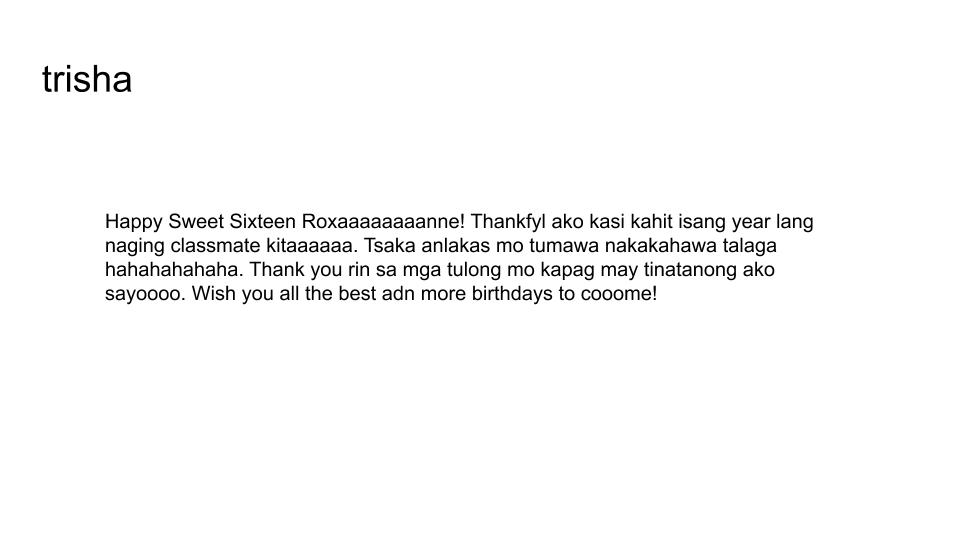 trisha
Happy Sweet Sixteen Roxaaaaaaaanne! Thankfyl ako kasi kahit isang year lang
naging classmate kitaaaaaa. Tsaka anlakas mo tumawa nakakahawa talaga
hahahahahaha. Thank you rin sa mga tulong mo kapag may tinatanong ako
sayoooo. Wish you all the best adn more birthdays to cooome!